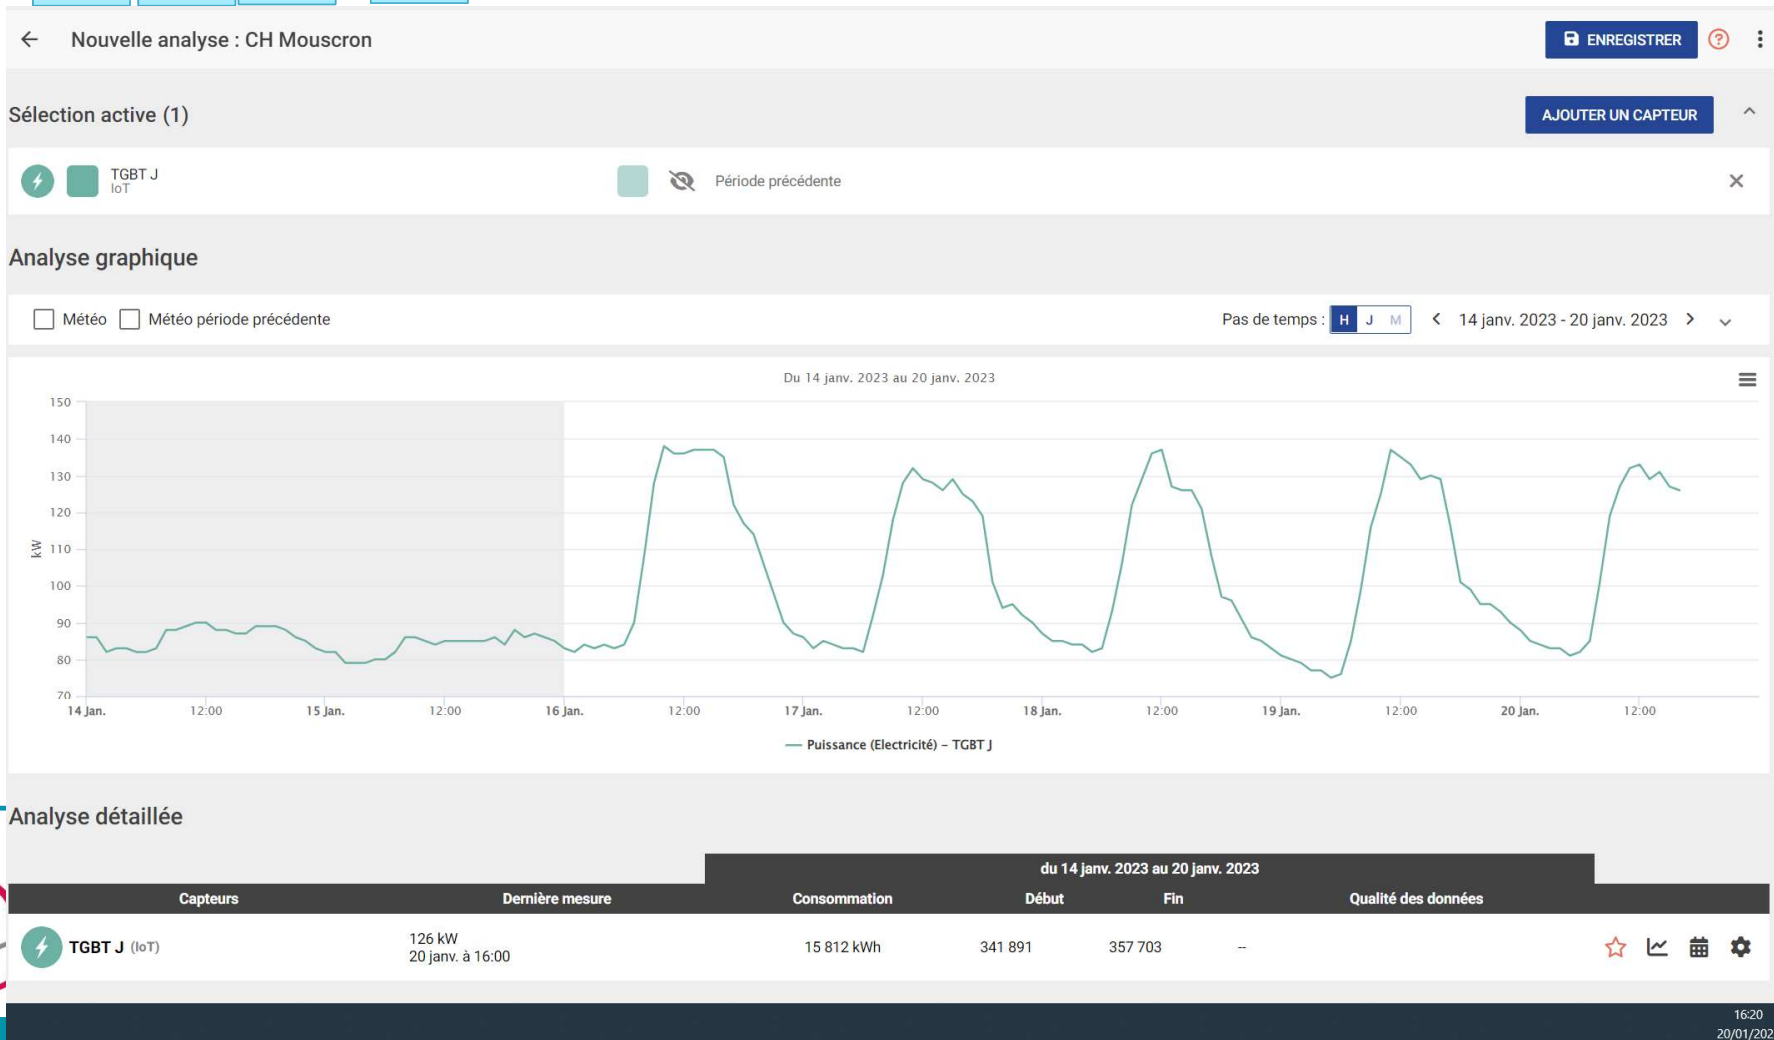 Nouvelle analyse : CH Mouscron
ENREGISTRER
Sélection active (1)
AJOUTER UN CAPTEUR
TGBT J
IoT
Période précédente
Analyse graphique
Météo
Météo période précédente
Pas de temps :
H J M
14 janv. 2023 - 20 janv. 2023
Du 14 janv. 2023 au 20 janv. 2023
150
140
130
120
110
100
90
80
70
kW
14 Jan. 12:00 15 Jan. 12:00 16 Jan. 12:00 17 Jan. 12:00 18 Jan. 12:00 19 Jan. 12:00 20 Jan. 12:00
Puissance (Electricité) – TGBT J
Analyse détaillée
du 14 janv. 2023 au 20 janv. 2023
Capteurs Dernière mesure Consommation Début Fin Qualité des données
TGBT J (IoT)
126 kW
20 janv. à 16:00
15 812 kWh 341 891 357 703 --
16:20
20/01/202